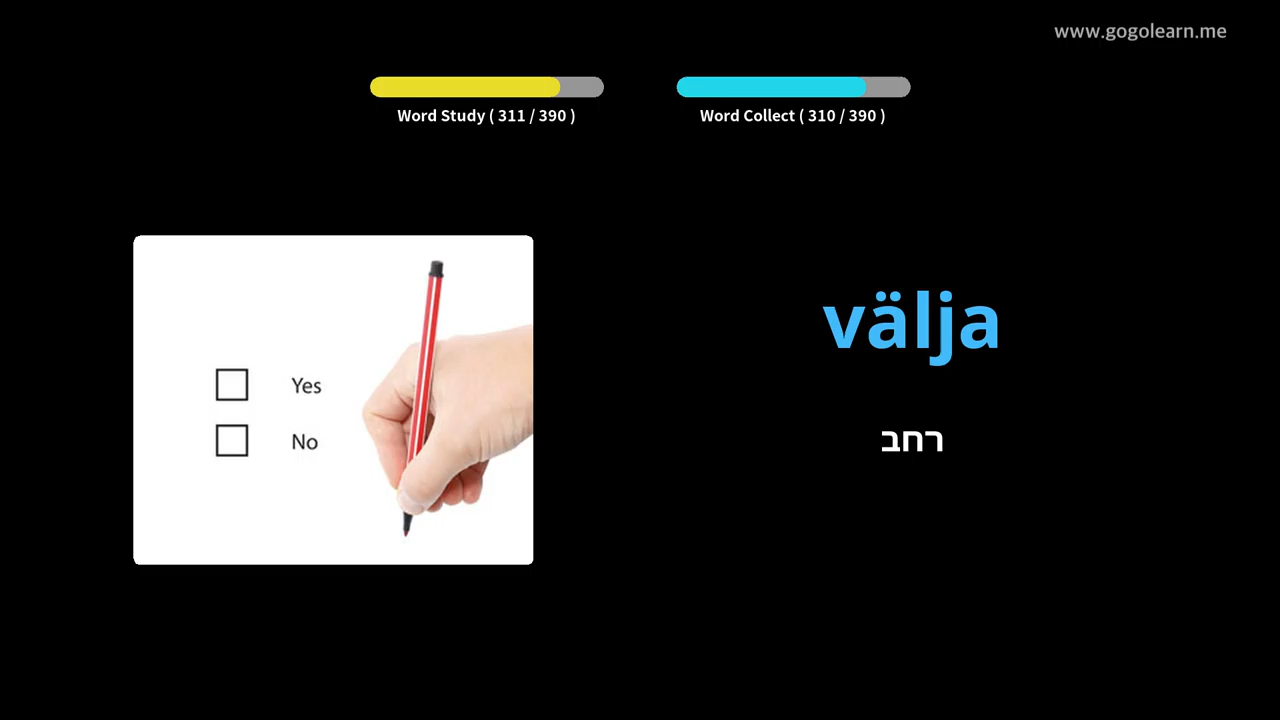 www.gogolearn.me
Word Study ( 311 / 390 )
Word Collect ( 310 / 390 )
Yes
No
välja
רחב